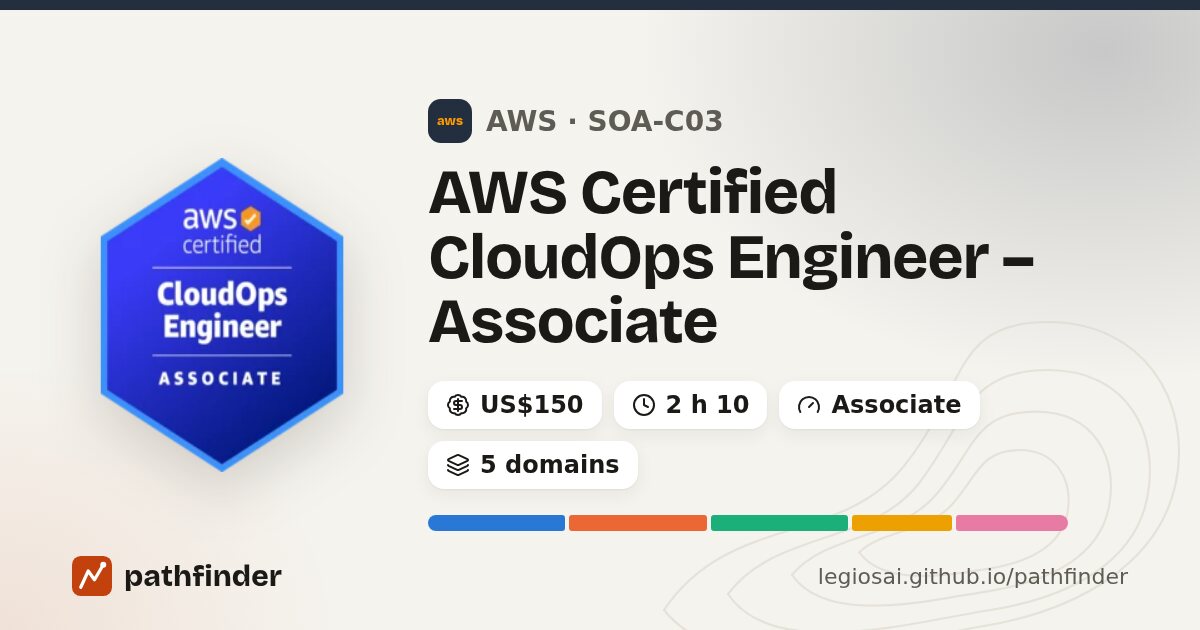 aws
certified
CloudOps
Engineer
ASSOCIATE
aws
AWS · SOA-C03
AWS Certified
CloudOps Engineer –
Associate
US$150
2 h 10
Associate
5 domains
pathfinder
legiosai.github.io/pathfinder